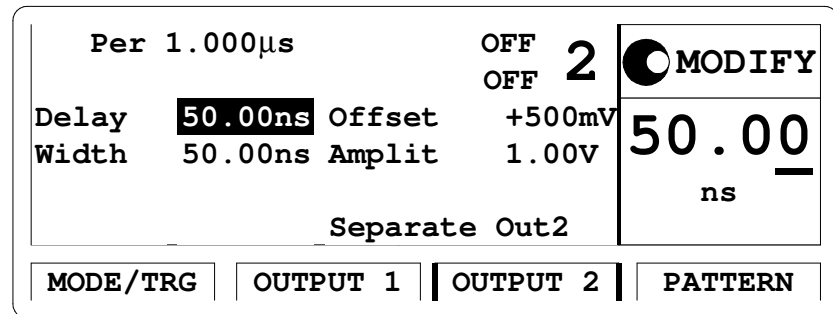 Per 1.000µs OFF 2 MODIFY
OFF
Delay 50.00ns Offset +500mV 50.00
Width 50.00ns Amplit 1.00V
ns
Separate Out2
MODE/TRG OUTPUT 1 OUTPUT 2 PATTERN